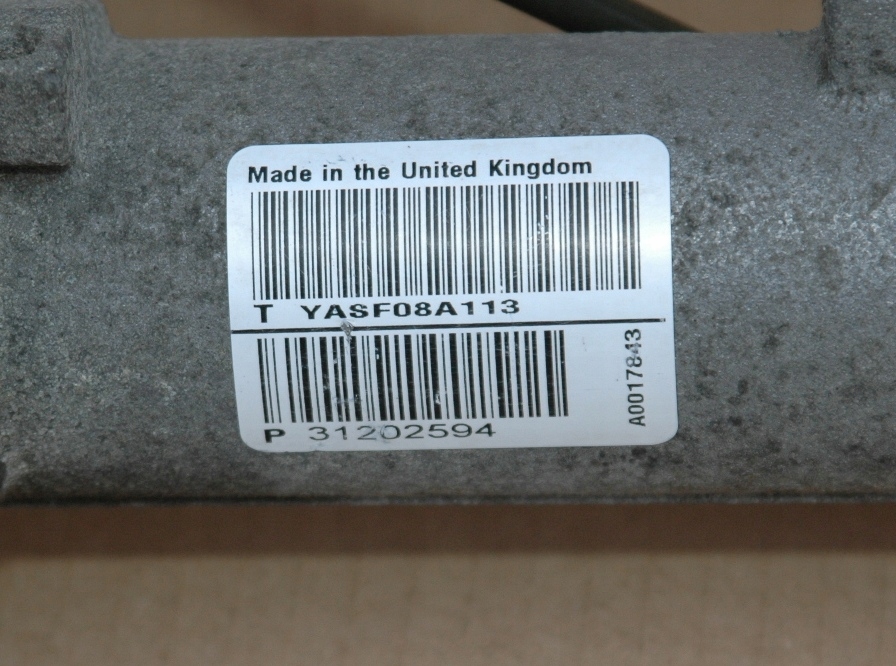 Made in the United Kingdom
T YASF08A113
P 31202594
A0017843